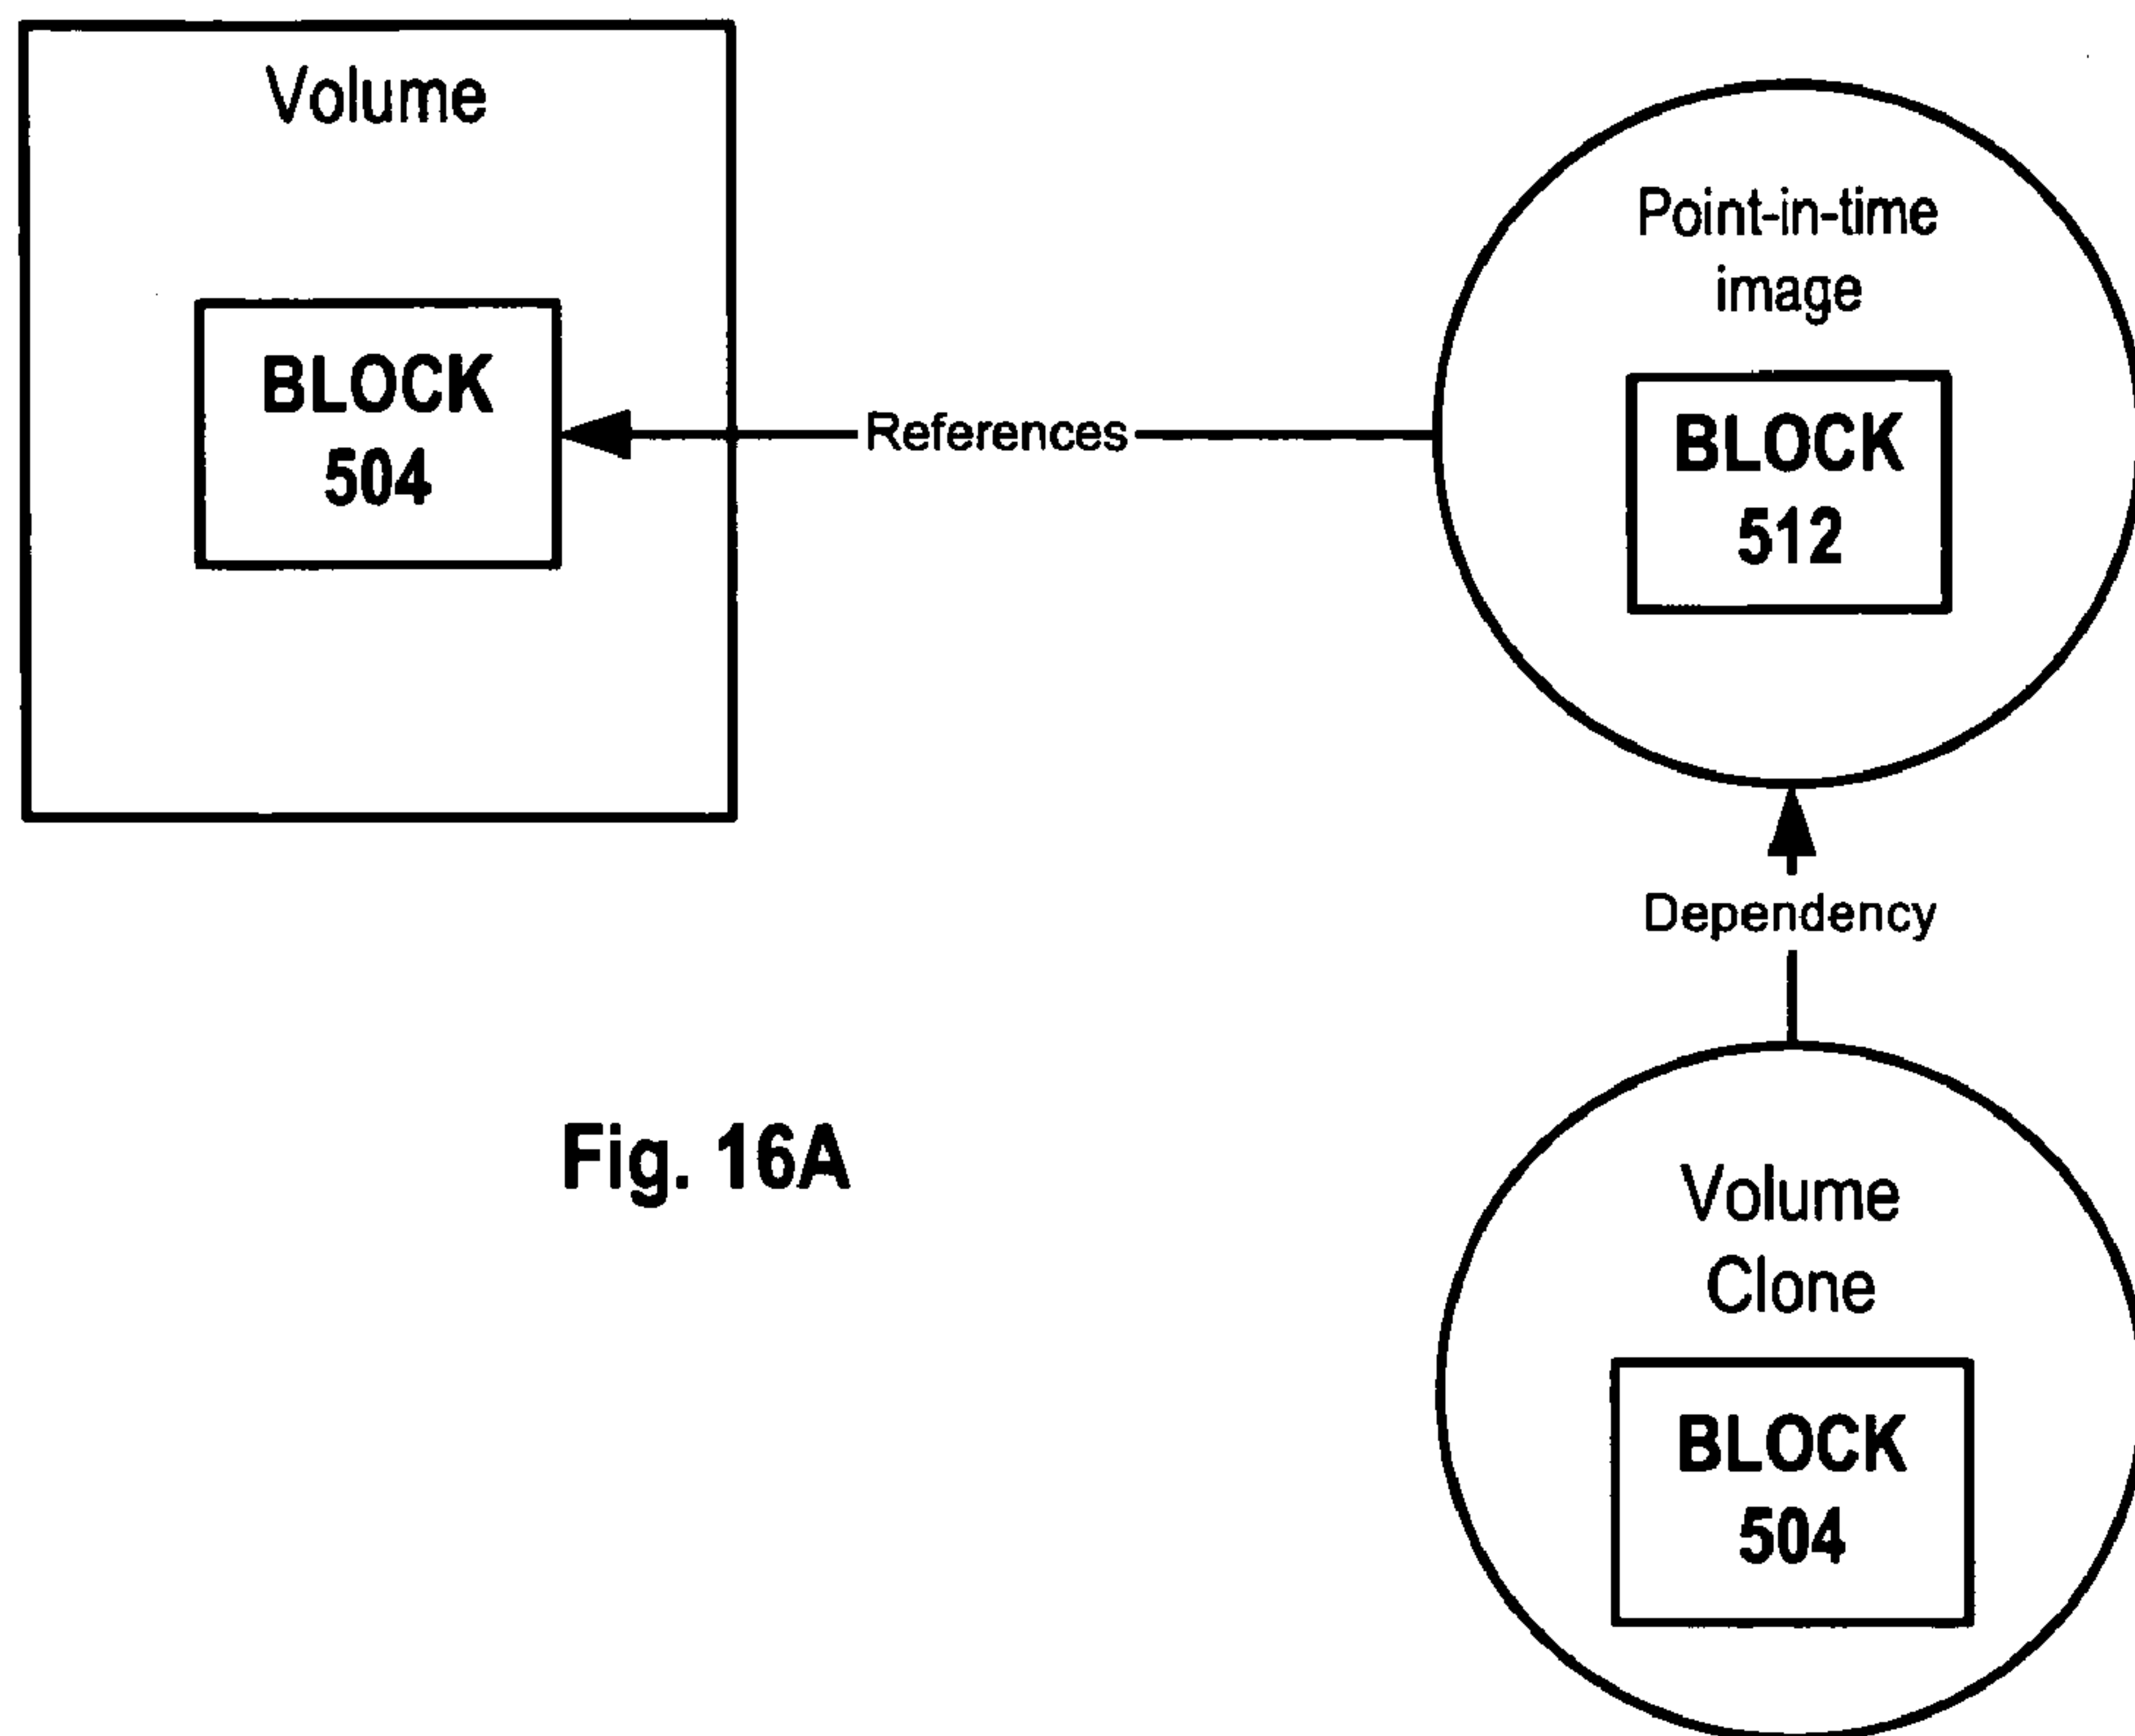 Volume
BLOCK
504
References
Point-in-time
image
BLOCK
512
Dependency
Volume
Clone
BLOCK
504
Fig. 16A